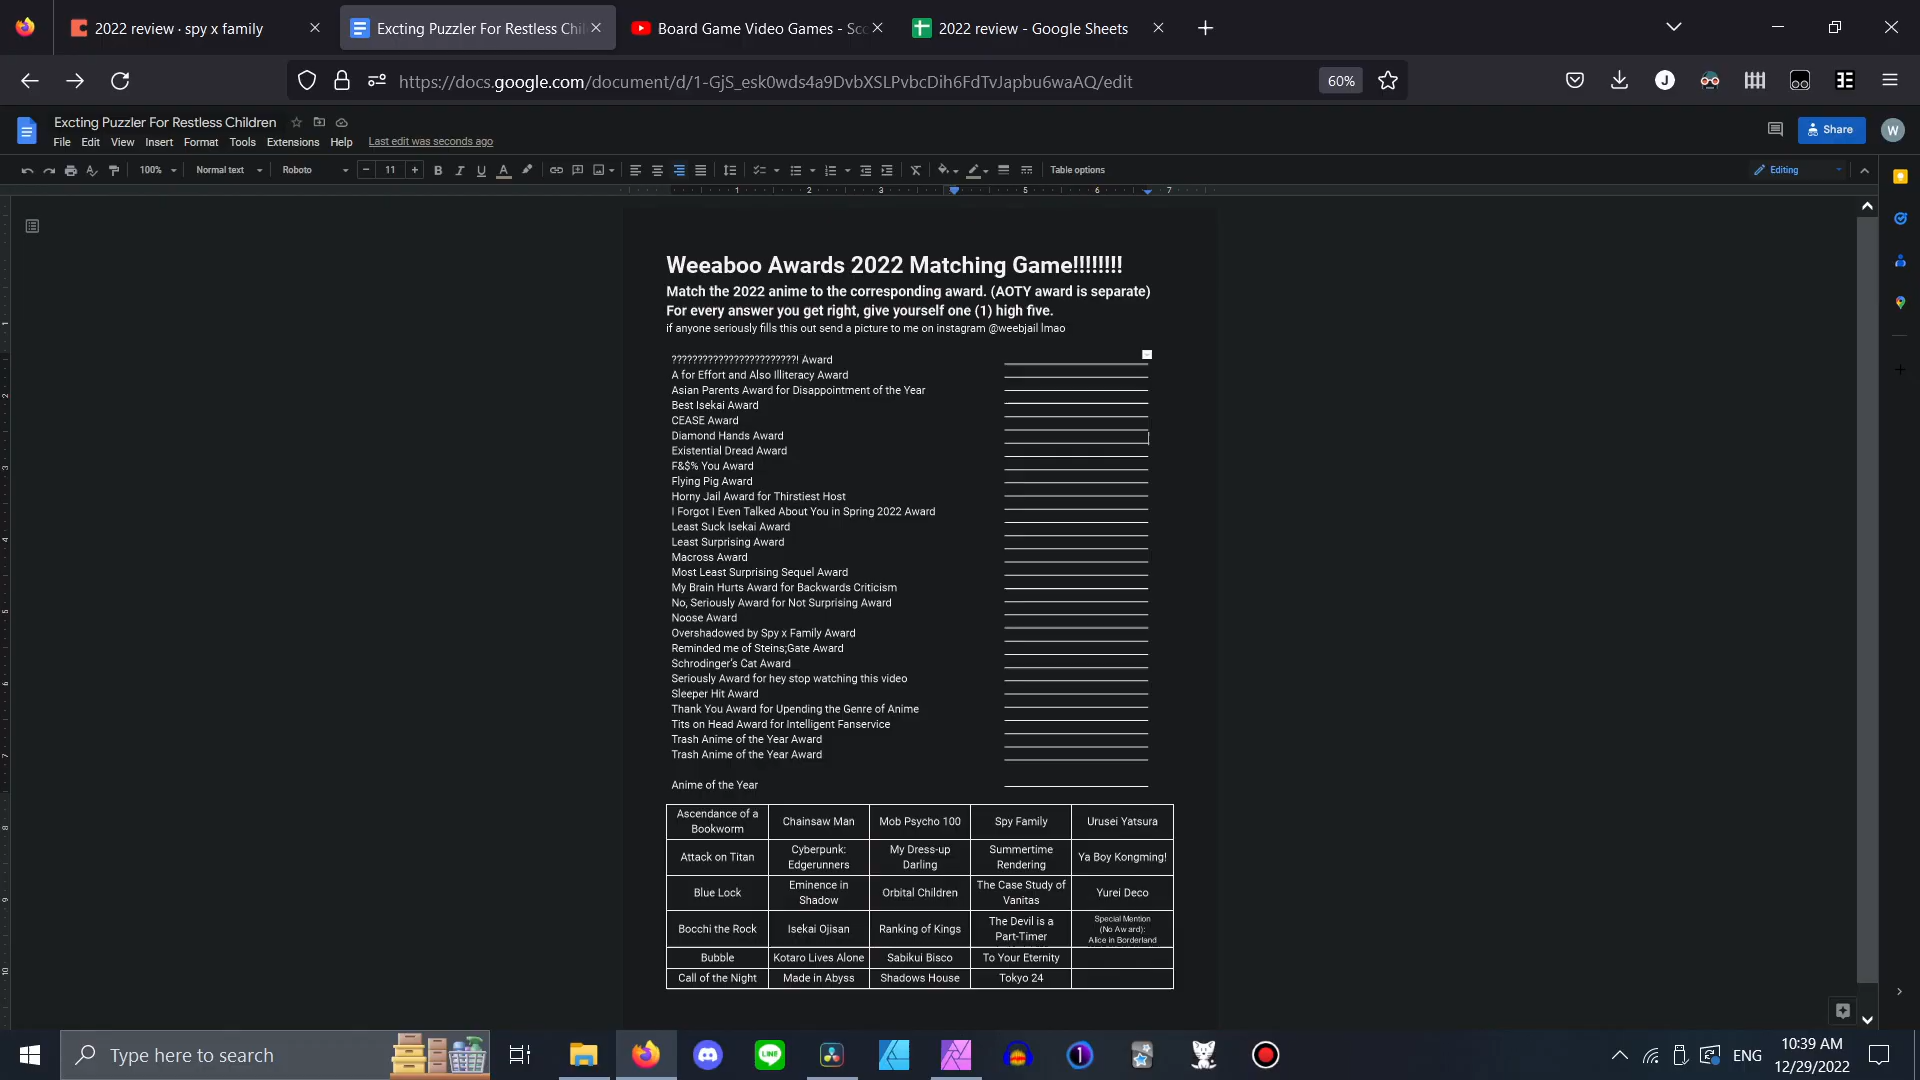 2022 review · spy x family
Excting Puzzler For Restless Chil
Board Game Video Games - Sco
2022 review - Google Sheets
https://docs.google.com/document/d/1-GjS_esk0wds4a9DvbXSLPvbcDih6FdTvJapbu6waAQ/edit
60%
J
Excting Puzzler For Restless Children
File Edit View Insert Format Tools Extensions Help Last edit was seconds ago
Share
W
100% Normal text Roboto − 11 + B I U A Table options Editing
1 2 3 5 6 7
Weeaboo Awards 2022 Matching Game!!!!!!!!
Match the 2022 anime to the corresponding award. (AOTY award is separate)
For every answer you get right, give yourself one (1) high five.
if anyone seriously fills this out send a picture to me on instagram @weebjail lmao
????????????????????????! Award
A for Effort and Also Illiteracy Award
Asian Parents Award for Disappointment of the Year
Best Isekai Award
CEASE Award
Diamond Hands Award
Existential Dread Award
F&$% You Award
Flying Pig Award
Horny Jail Award for Thirstiest Host
I Forgot I Even Talked About You in Spring 2022 Award
Least Suck Isekai Award
Least Surprising Award
Macross Award
Most Least Surprising Sequel Award
My Brain Hurts Award for Backwards Criticism
No, Seriously Award for Not Surprising Award
Noose Award
Overshadowed by Spy x Family Award
Reminded me of Steins;Gate Award
Schrodinger's Cat Award
Seriously Award for hey stop watching this video
Sleeper Hit Award
Thank You Award for Upending the Genre of Anime
Tits on Head Award for Intelligent Fanservice
Trash Anime of the Year Award
Trash Anime of the Year Award
Anime of the Year
Ascendance of a Bookworm Chainsaw Man Mob Psycho 100 Spy Family Urusei Yatsura
Attack on Titan Cyberpunk: Edgerunners My Dress-up Darling Summertime Rendering Ya Boy Kongming!
Blue Lock Eminence in Shadow Orbital Children The Case Study of Vanitas Yurei Deco
Bocchi the Rock Isekai Ojisan Ranking of Kings The Devil is a Part-Timer Special Mention (No Award): Alice in Borderland
Bubble Kotaro Lives Alone Sabikui Bisco To Your Eternity
Call of the Night Made in Abyss Shadows House Tokyo 24
Type here to search
LINE
ENG
10:39 AM
12/29/2022